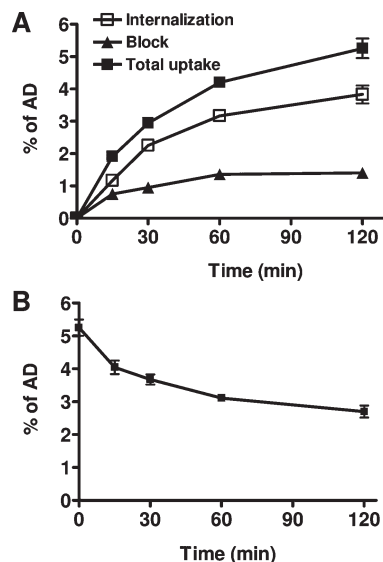 A
Internalization
Block
Total uptake
% of AD
6
5
4
3
2
1
0
0 30 60 90 120
Time (min)
B
% of AD
6
5
4
3
2
1
0
0 30 60 90 120
Time (min)